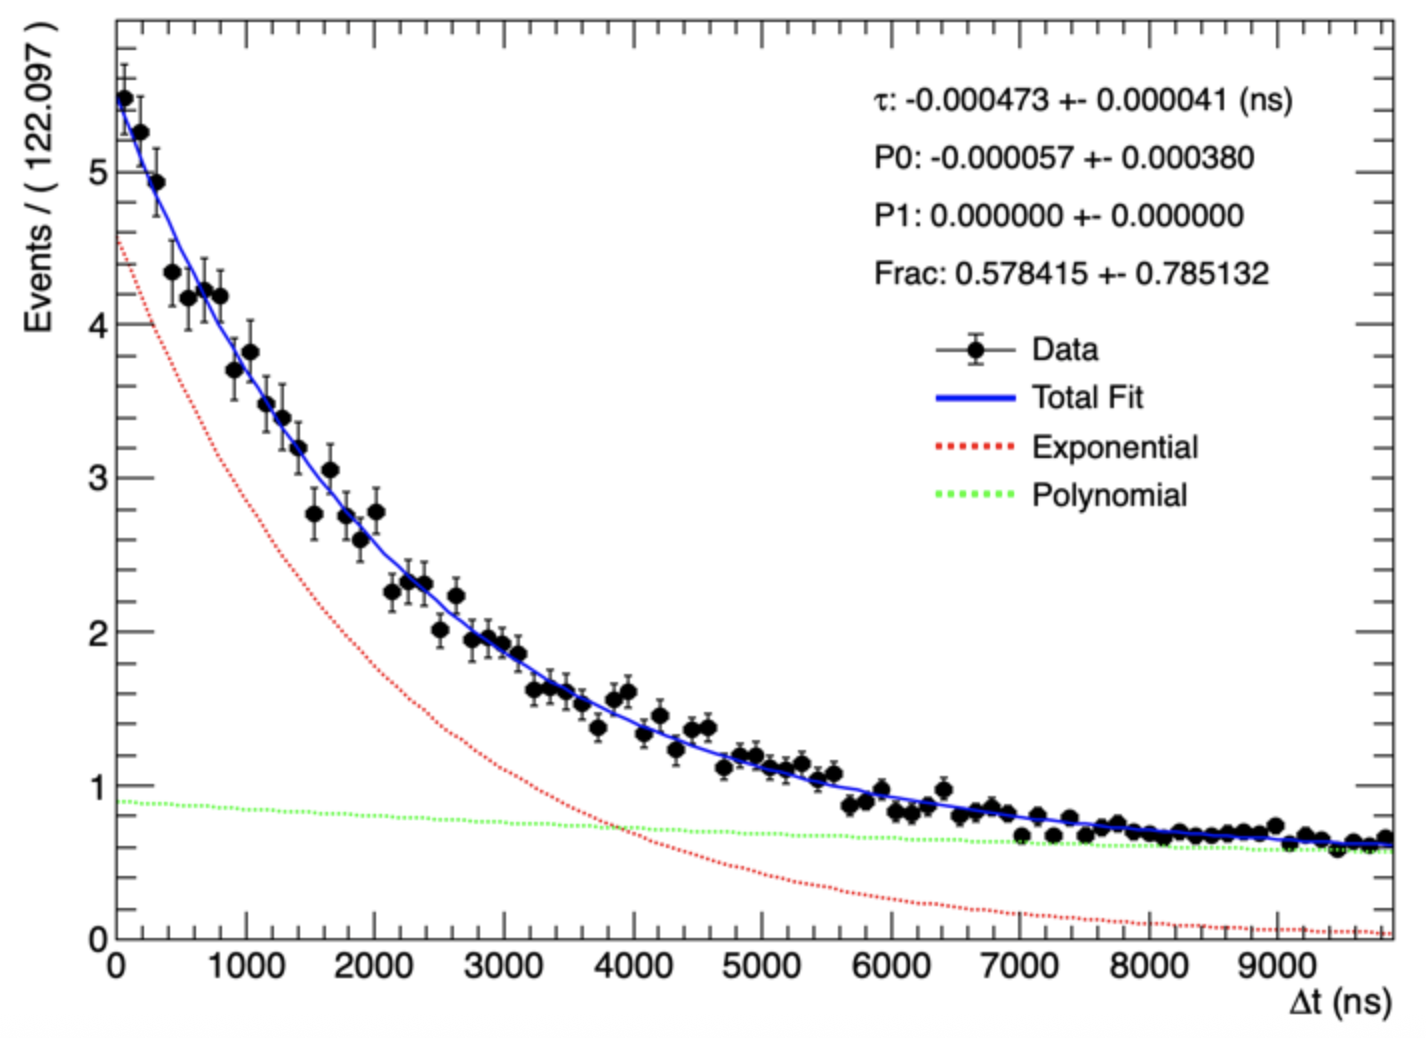 Events / ( 122.097 )
τ: -0.000473 +- 0.000041 (ns)
P0: -0.000057 +- 0.000380
P1: 0.000000 +- 0.000000
Frac: 0.578415 +- 0.785132
Data
Total Fit
Exponential
Polynomial
5
4
3
2
1
0
0 1000 2000 3000 4000 5000 6000 7000 8000 9000
Δt (ns)